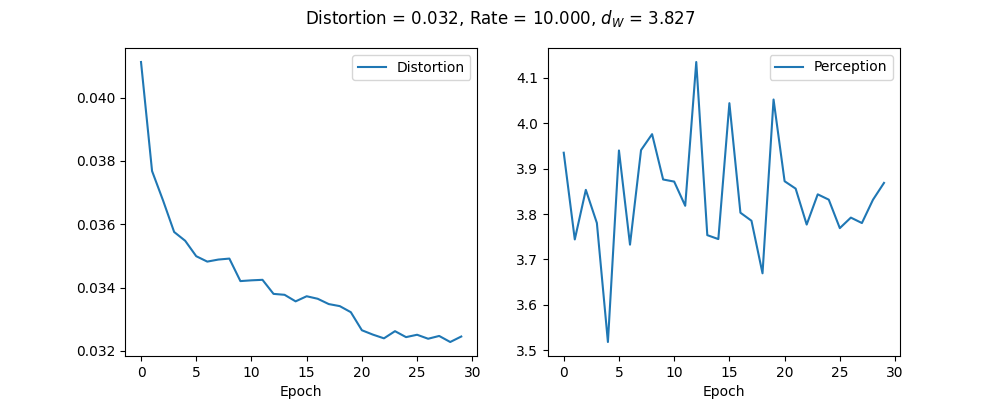 Distortion = 0.032, Rate = 10.000, d_W = 3.827
Distortion
0.040
0.038
0.036
0.034
0.032
0 5 10 15 20 25 30
Epoch
Perception
4.1
4.0
3.9
3.8
3.7
3.6
3.5
0 5 10 15 20 25 30
Epoch